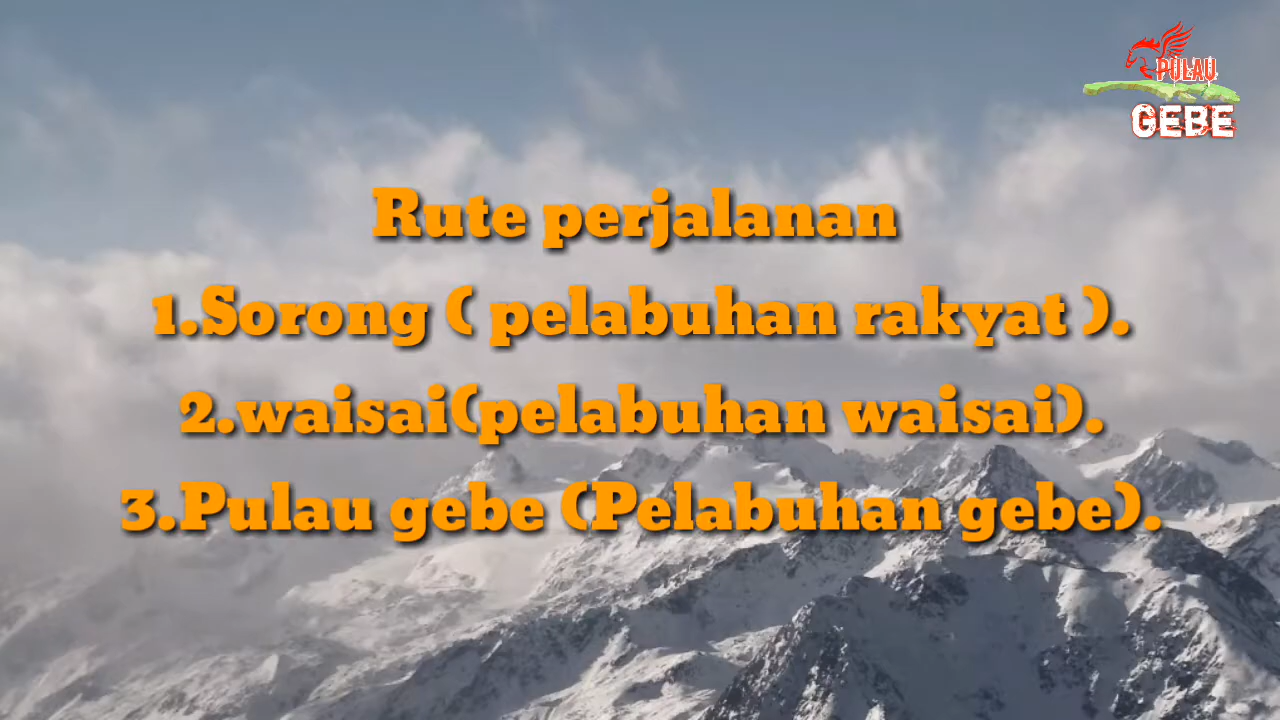 PULAU
GEBE
Rute perjalanan
1.Sorong ( pelabuhan rakyat ).
2.waisai(pelabuhan waisai).
3.Pulau gebe (Pelabuhan gebe).